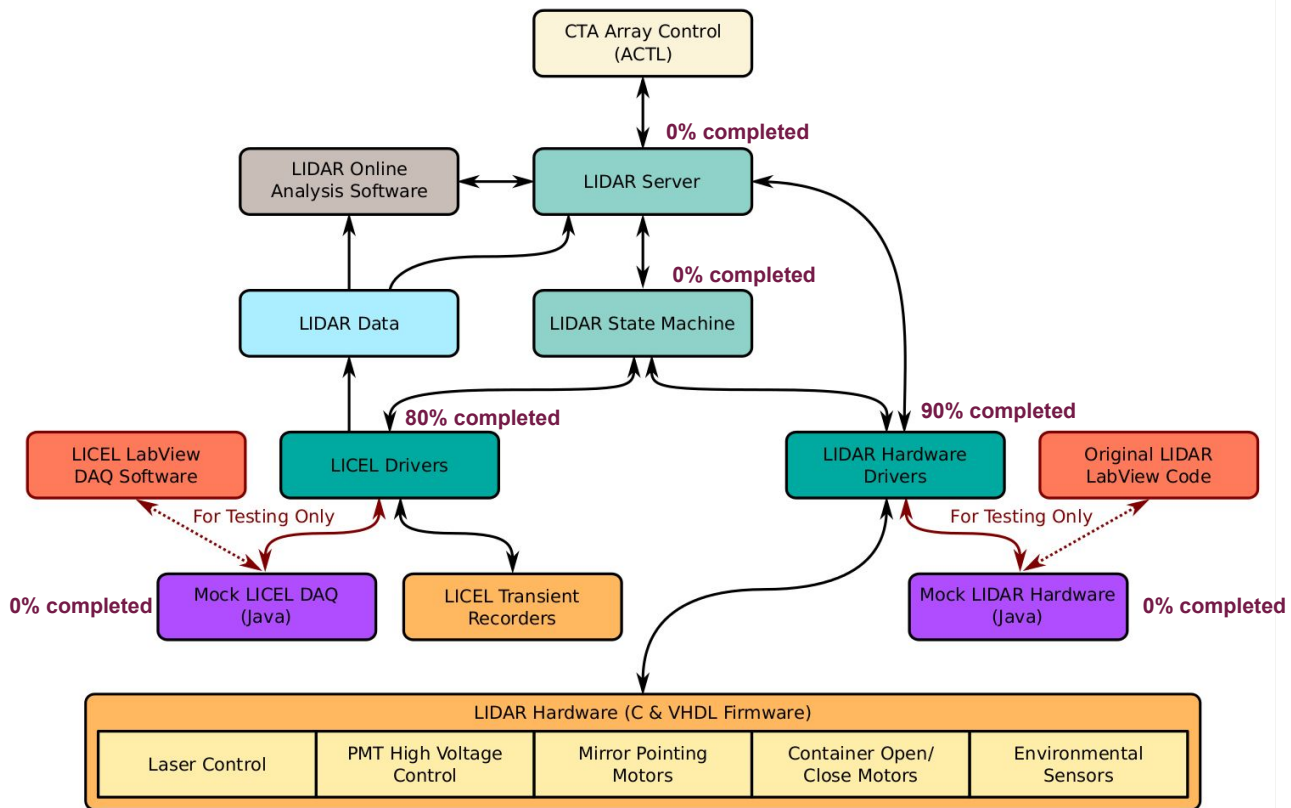 CTA Array Control
(ACTL)
0% completed
LIDAR Online
Analysis Software
LIDAR Server
0% completed
LIDAR Data
LIDAR State Machine
80% completed
90% completed
LICEL LabView
DAQ Software
LICEL Drivers
LIDAR Hardware
Drivers
Original LIDAR
LabView Code
For Testing Only
For Testing Only
0% completed
Mock LICEL DAQ
(Java)
LICEL Transient
Recorders
Mock LIDAR Hardware
(Java)
0% completed
LIDAR Hardware (C & VHDL Firmware)
Laser Control
PMT High Voltage
Control
Mirror Pointing
Motors
Container Open/
Close Motors
Environmental
Sensors